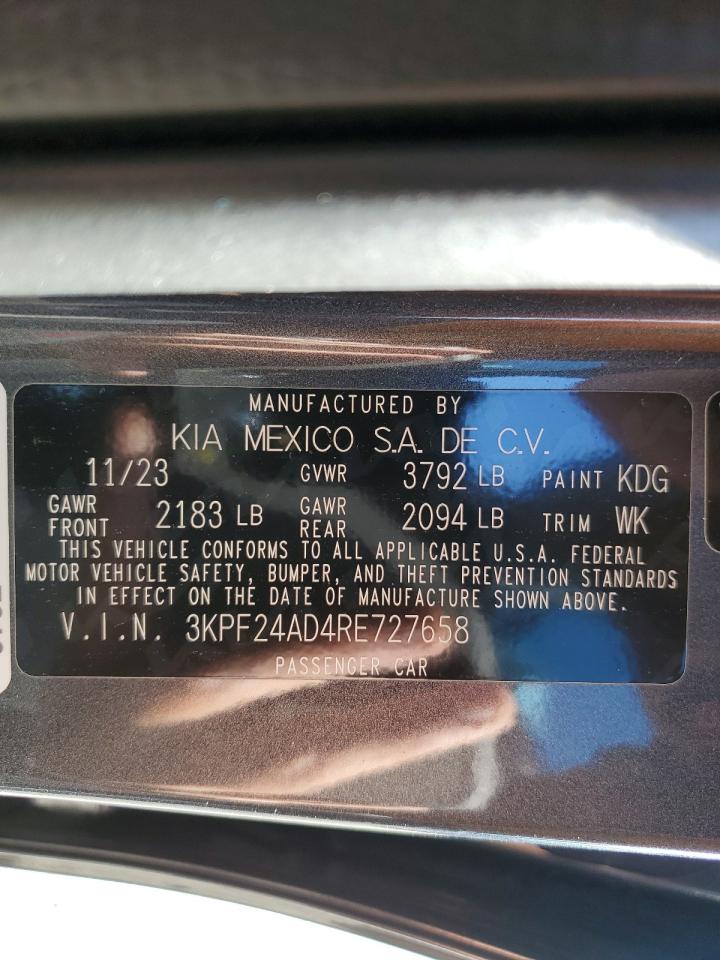 MANUFACTURED BY
KIA MEXICO S.A. DE C.V.
11/23 GVWR 3792 LB PAINT KDG
GAWR FRONT 2183 LB GAWR REAR 2094 LB TRIM WK
THIS VEHICLE CONFORMS TO ALL APPLICABLE U.S.A. FEDERAL
MOTOR VEHICLE SAFETY, BUMPER, AND THEFT PREVENTION STANDARDS
IN EFFECT ON THE DATE OF MANUFACTURE SHOWN ABOVE.
V.I.N. 3KPF24AD4RE727658
PASSENGER CAR